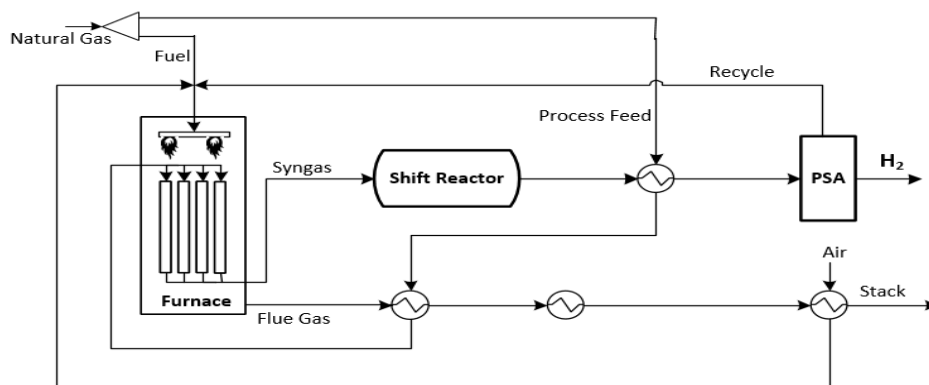 Natural Gas
Fuel
Recycle
Process Feed
Syngas
Shift Reactor
PSA
H₂
Air
Furnace
Flue Gas
Stack